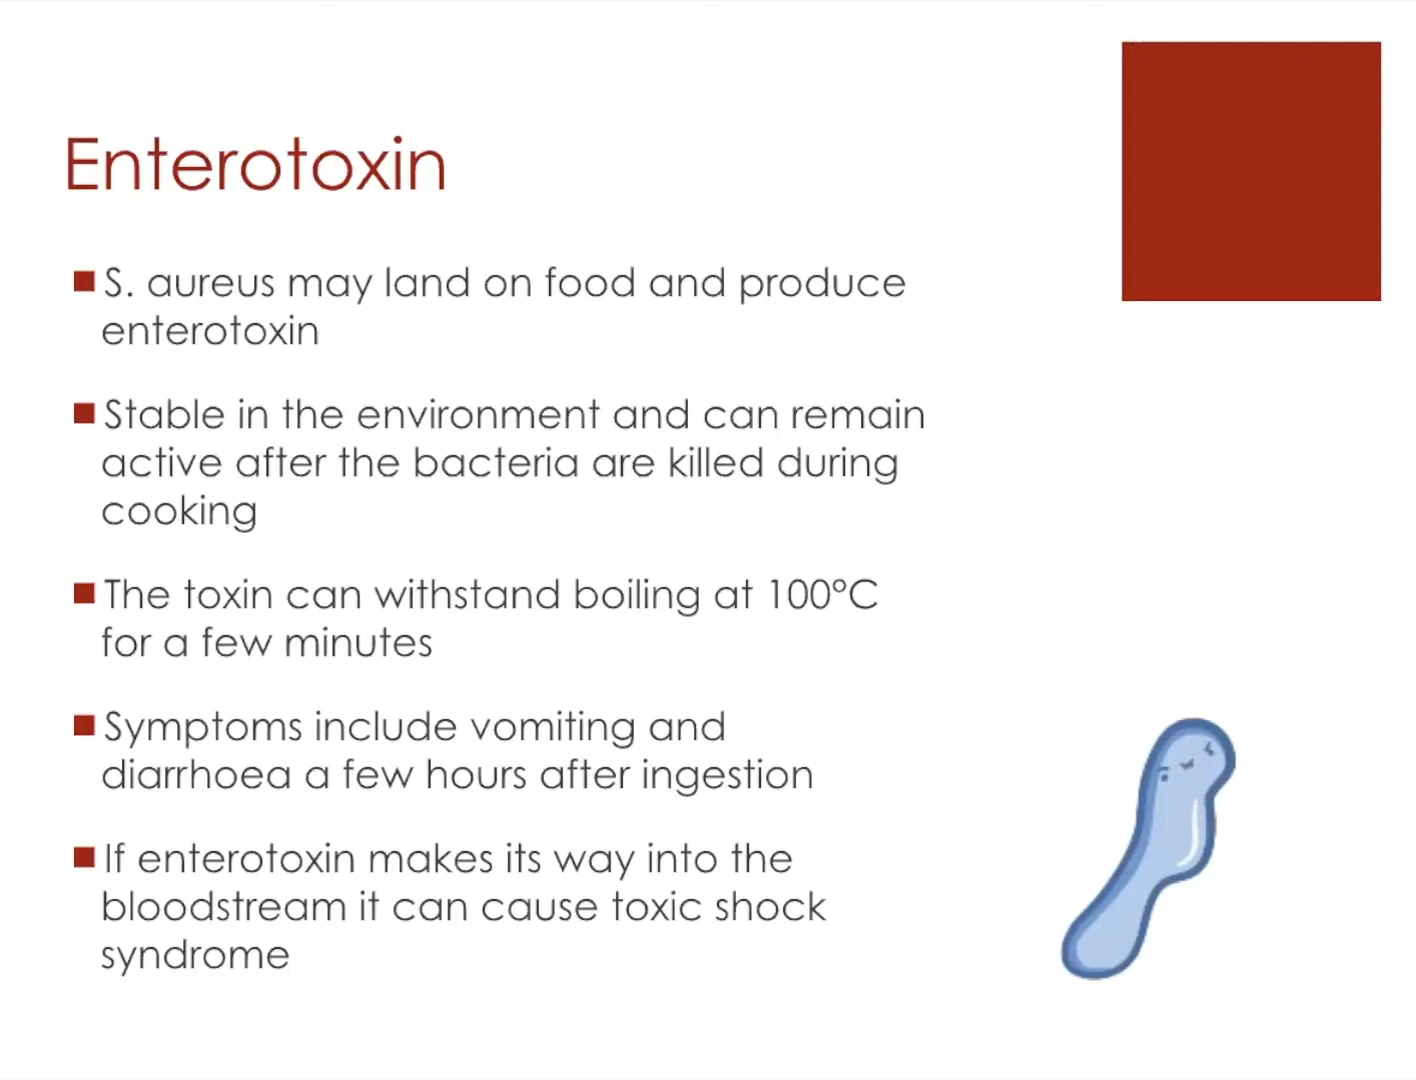 Enterotoxin
S. aureus may land on food and produce
enterotoxin
Stable in the environment and can remain
active after the bacteria are killed during
cooking
The toxin can withstand boiling at 100°C
for a few minutes
Symptoms include vomiting and
diarrhoea a few hours after ingestion
If enterotoxin makes its way into the
bloodstream it can cause toxic shock
syndrome